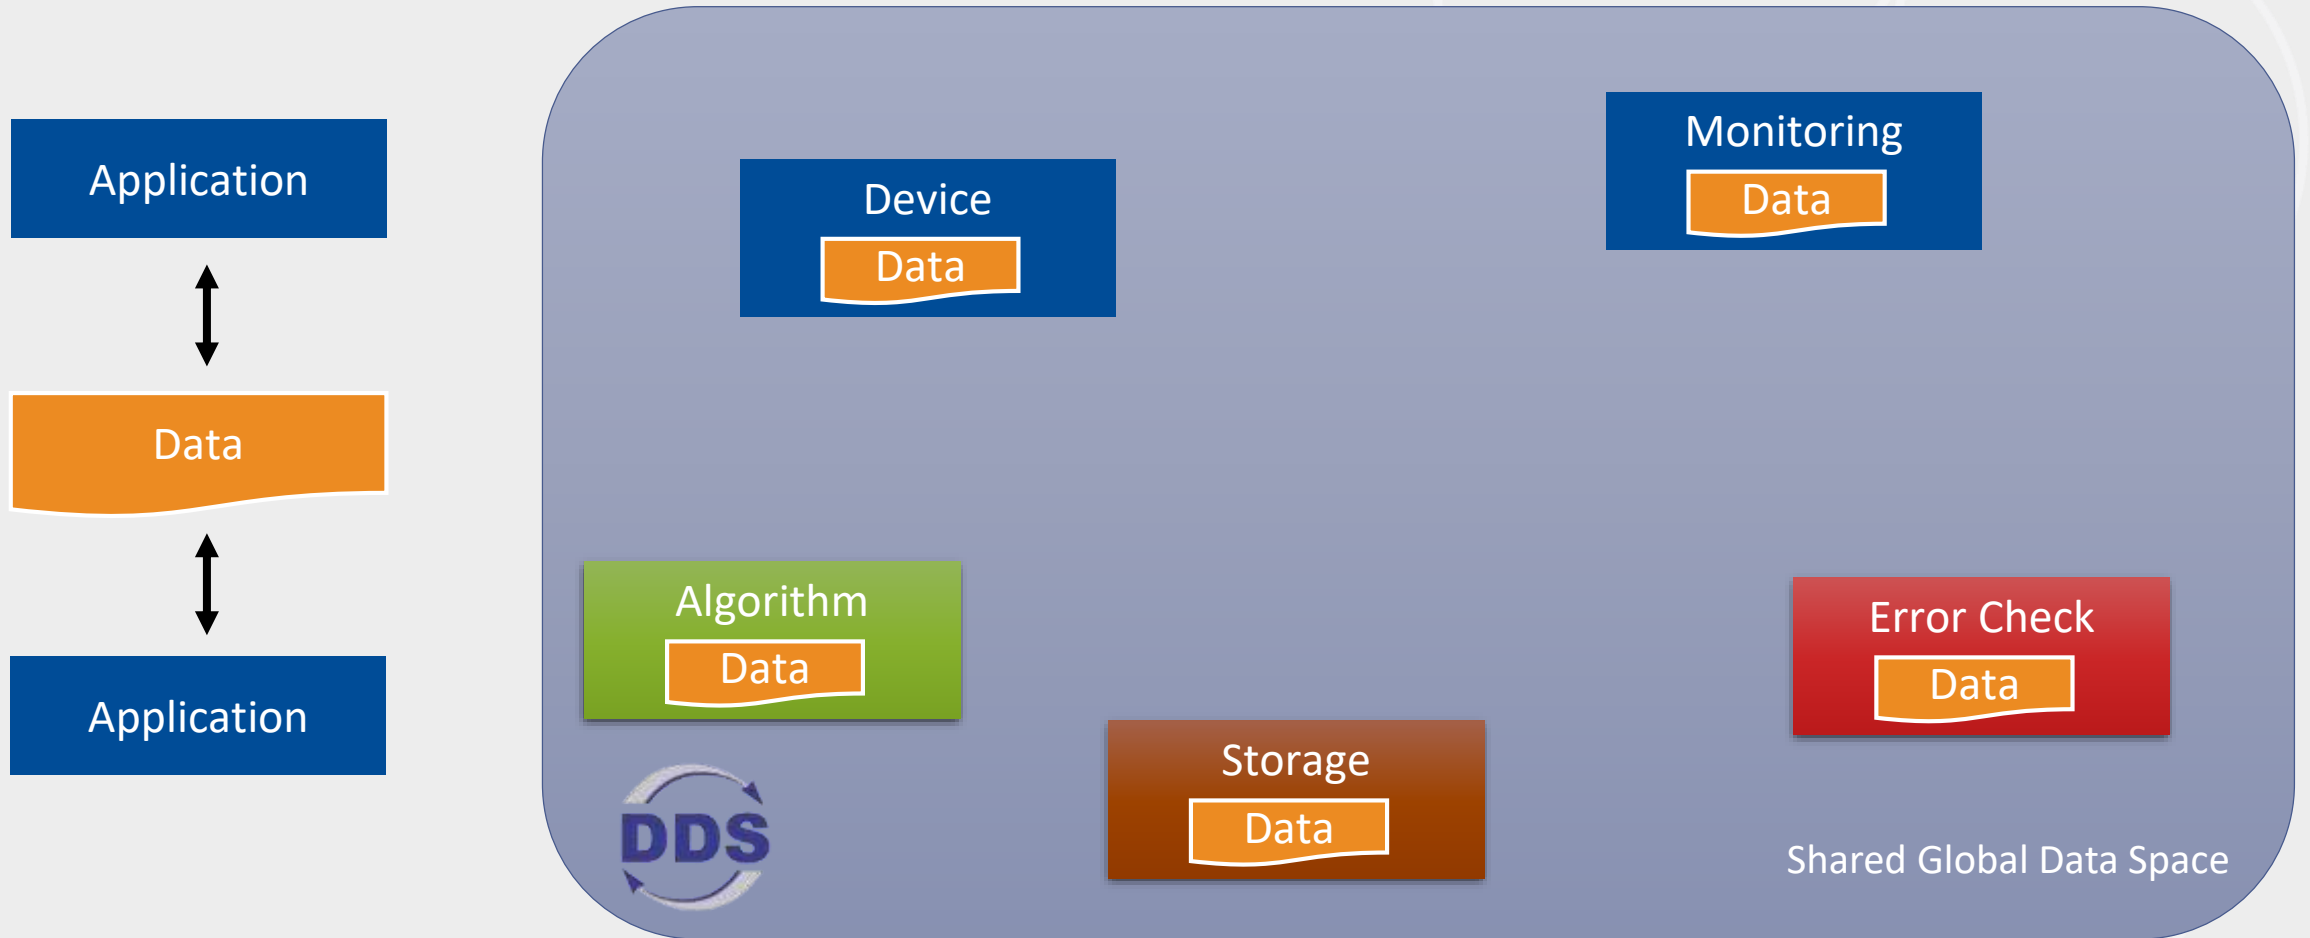 Application
Data
Application
Device
Data
Monitoring
Data
Algorithm
Data
Error Check
Data
Storage
Data
DDS
Shared Global Data Space